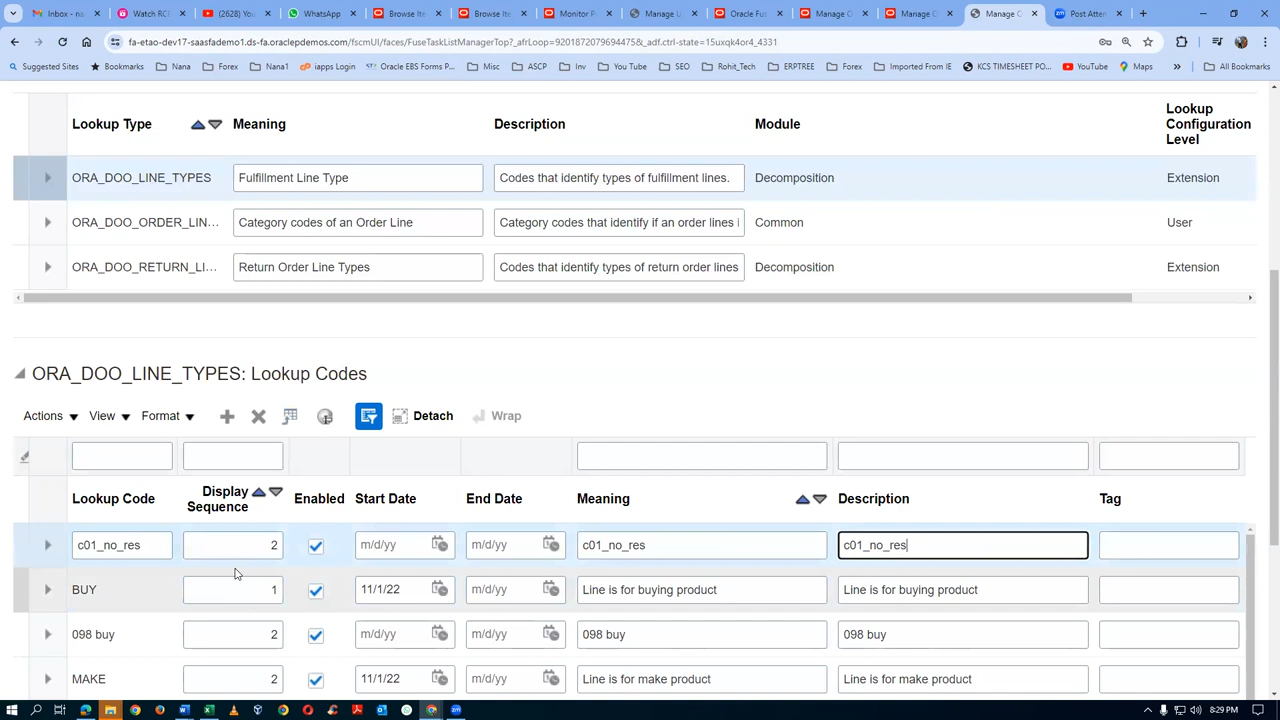 Inbox - na
Watch RCE
(2628) You
WhatsApp
Browse Ite
Browse Ite
Monitor P
Manage U
Oracle Fus
Manage O
Manage C
Manage C
Post Atten
fa-etao-dev17-saasfademo1.ds-fa.oraclepdemos.com/fscmUI/faces/FuseTaskListManagerTop?_afrLoop=9201872079694475&_adf.ctrl-state=15uxqk4or4_4331
Suggested Sites
Bookmarks
Nana
Forex
Nana1
iapps Login
Oracle EBS Forms P...
Misc
ASCP
Inv
You Tube
SEO
Rohit_Tech
ERPTREE
Forex
Imported From IE
KCS TIMESHEET PO...
YouTube
Maps
»
All Bookmarks
Lookup Type Meaning Description Module Lookup
Configuration
Level
ORA_DOO_LINE_TYPES Fulfillment Line Type Codes that identify types of fulfillment lines. Decomposition Extension
ORA_DOO_ORDER_LIN... Category codes of an Order Line Category codes that identify if an order lines i Common User
ORA_DOO_RETURN_LI... Return Order Line Types Codes that identify types of return order lines Decomposition Extension
ORA_DOO_LINE_TYPES: Lookup Codes
Actions View Format Detach Wrap
Lookup Code Display
Sequence Enabled Start Date End Date Meaning Description Tag
c01_no_res 2 m/d/yy m/d/yy c01_no_res c01_no_res
BUY 1 11/1/22 m/d/yy Line is for buying product Line is for buying product
098 buy 2 m/d/yy m/d/yy 098 buy 098 buy
MAKE 2 11/1/22 m/d/yy Line is for make product Line is for make product
8:29 PM